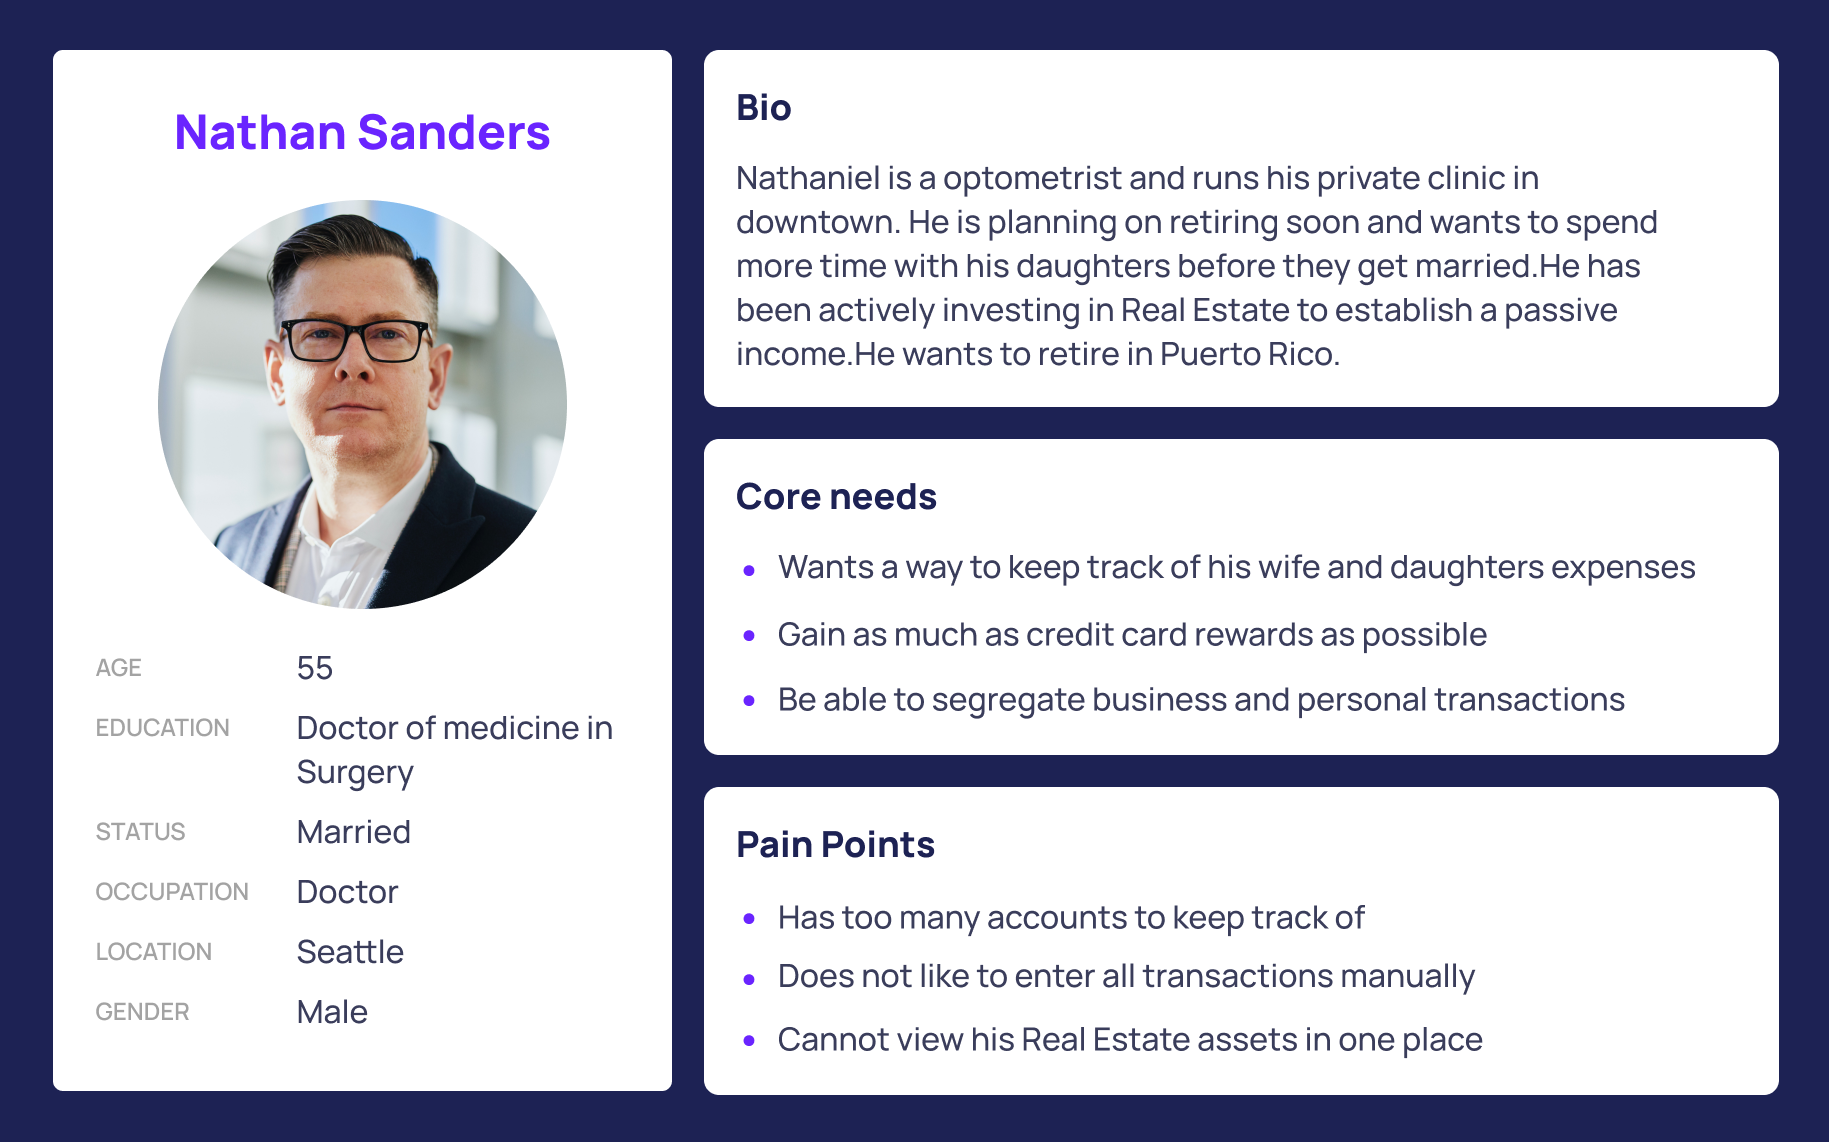 Nathan Sanders
AGE 55
EDUCATION Doctor of medicine in
Surgery
STATUS Married
OCCUPATION Doctor
LOCATION Seattle
GENDER Male
Bio
Nathaniel is a optometrist and runs his private clinic in
downtown. He is planning on retiring soon and wants to spend
more time with his daughters before they get married.He has
been actively investing in Real Estate to establish a passive
income.He wants to retire in Puerto Rico.
Core needs
• Wants a way to keep track of his wife and daughters expenses
• Gain as much as credit card rewards as possible
• Be able to segregate business and personal transactions
Pain Points
• Has too many accounts to keep track of
• Does not like to enter all transactions manually
• Cannot view his Real Estate assets in one place